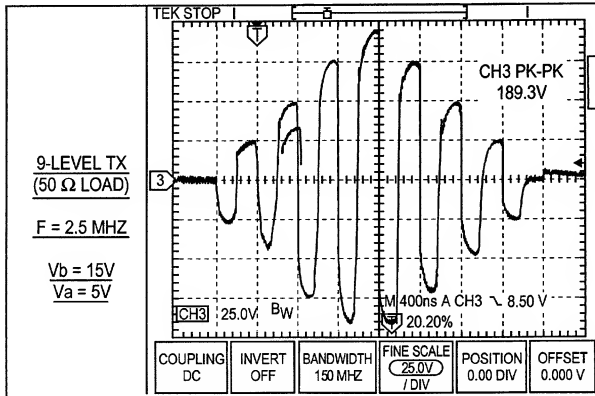 TEK STOP
T
CH3 PK-PK
189.3V
9-LEVEL TX
(50 Ω LOAD)
F = 2.5 MHZ
Vb = 15V
Va = 5V
3
CH3 25.0V BW
M 400ns A CH3 ↘ 8.50 V
20.20%
COUPLING
DC
INVERT
OFF
BANDWIDTH
150 MHZ
FINE SCALE
25.0V
/ DIV
POSITION
0.00 DIV
OFFSET
0.000 V